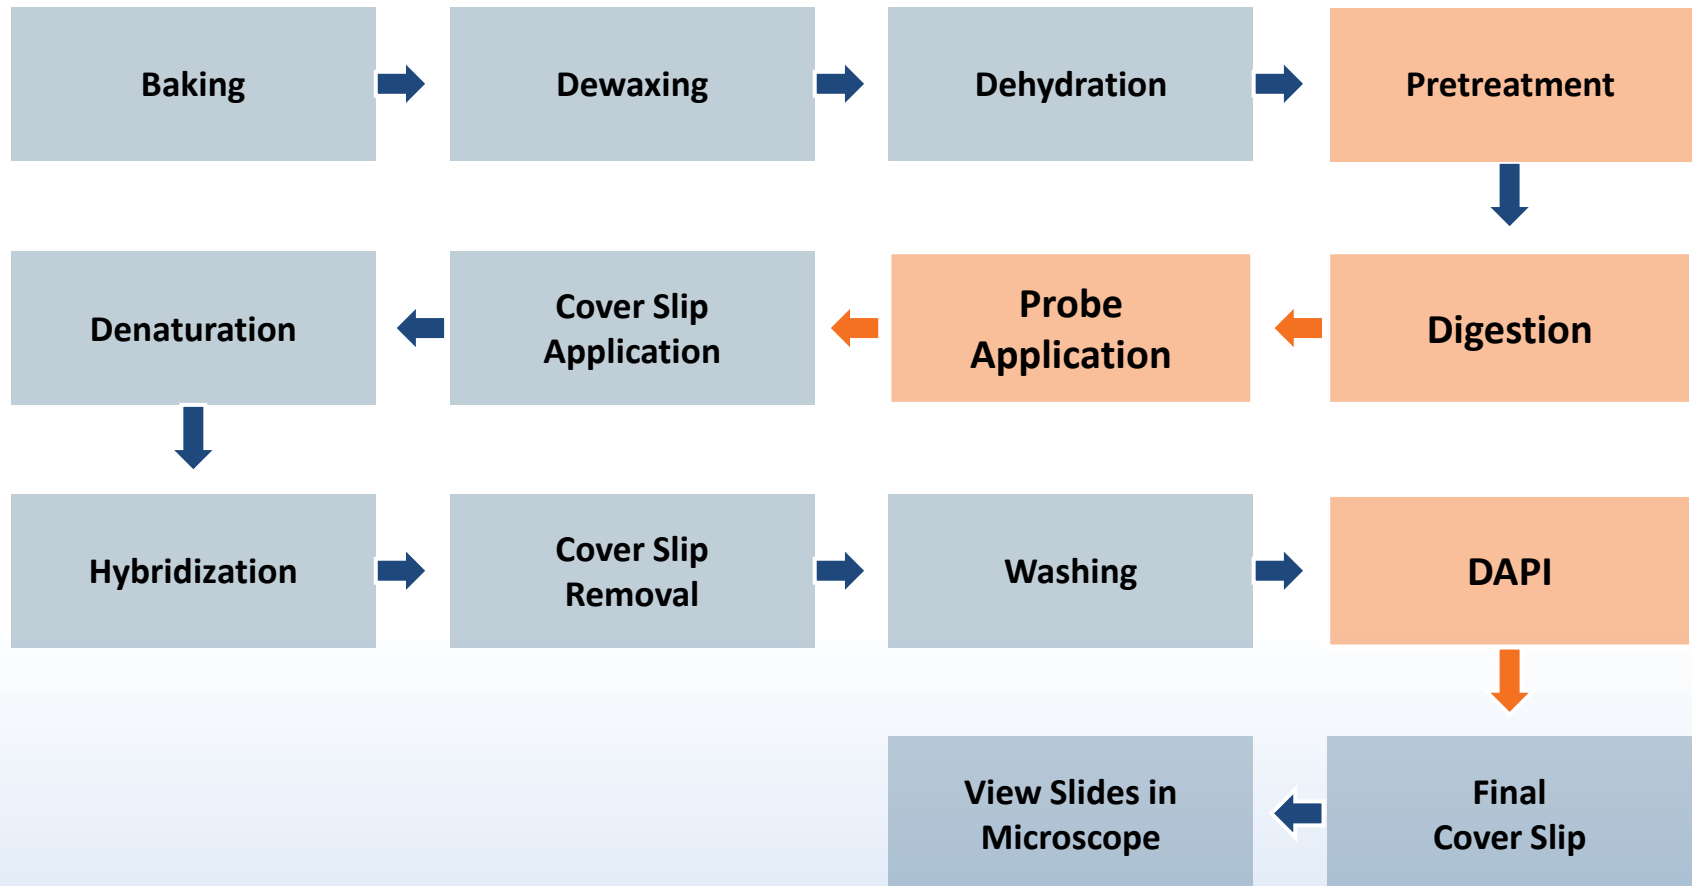 Baking
Dewaxing
Dehydration
Pretreatment
Denaturation
Cover Slip
Application
Probe
Application
Digestion
Hybridization
Cover Slip
Removal
Washing
DAPI
View Slides in
Microscope
Final
Cover Slip